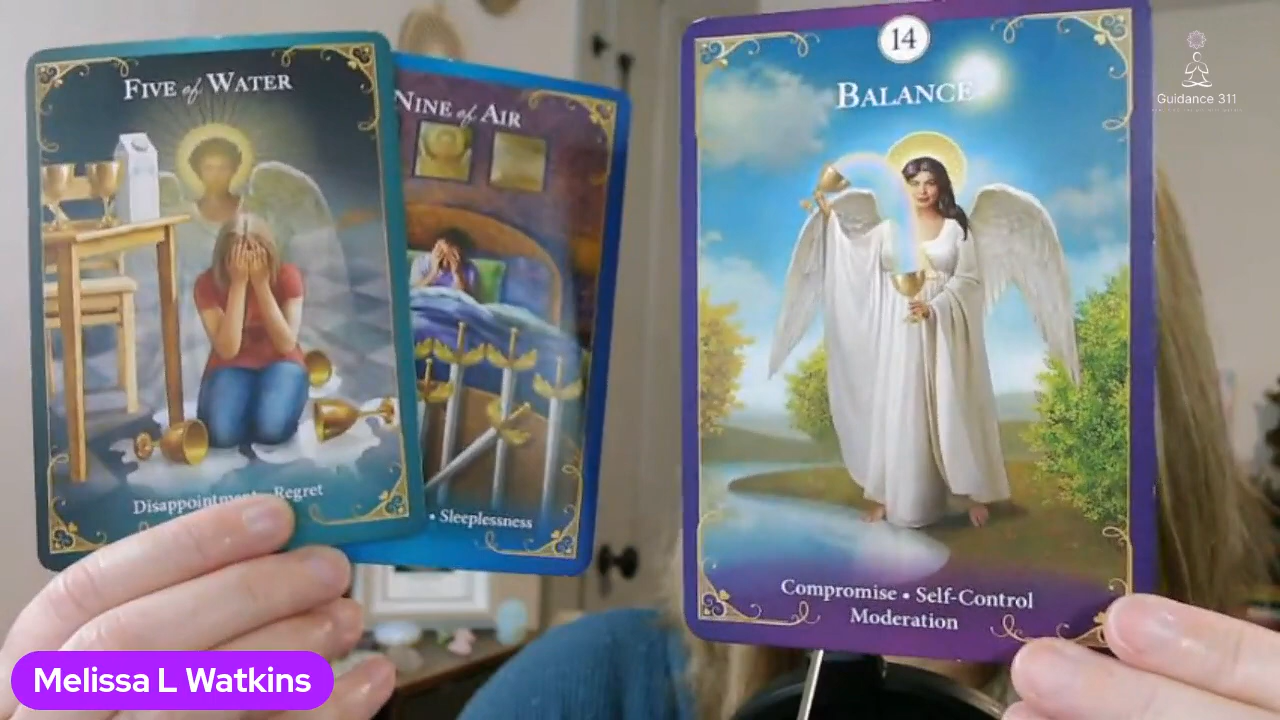 FIVE of WATER
Disappointment Regret
NINE of AIR
• SLEEPLESSNESS
14
BALANCE
Compromise • Self-Control
Moderation
Guidance 311
Melissa L Watkins